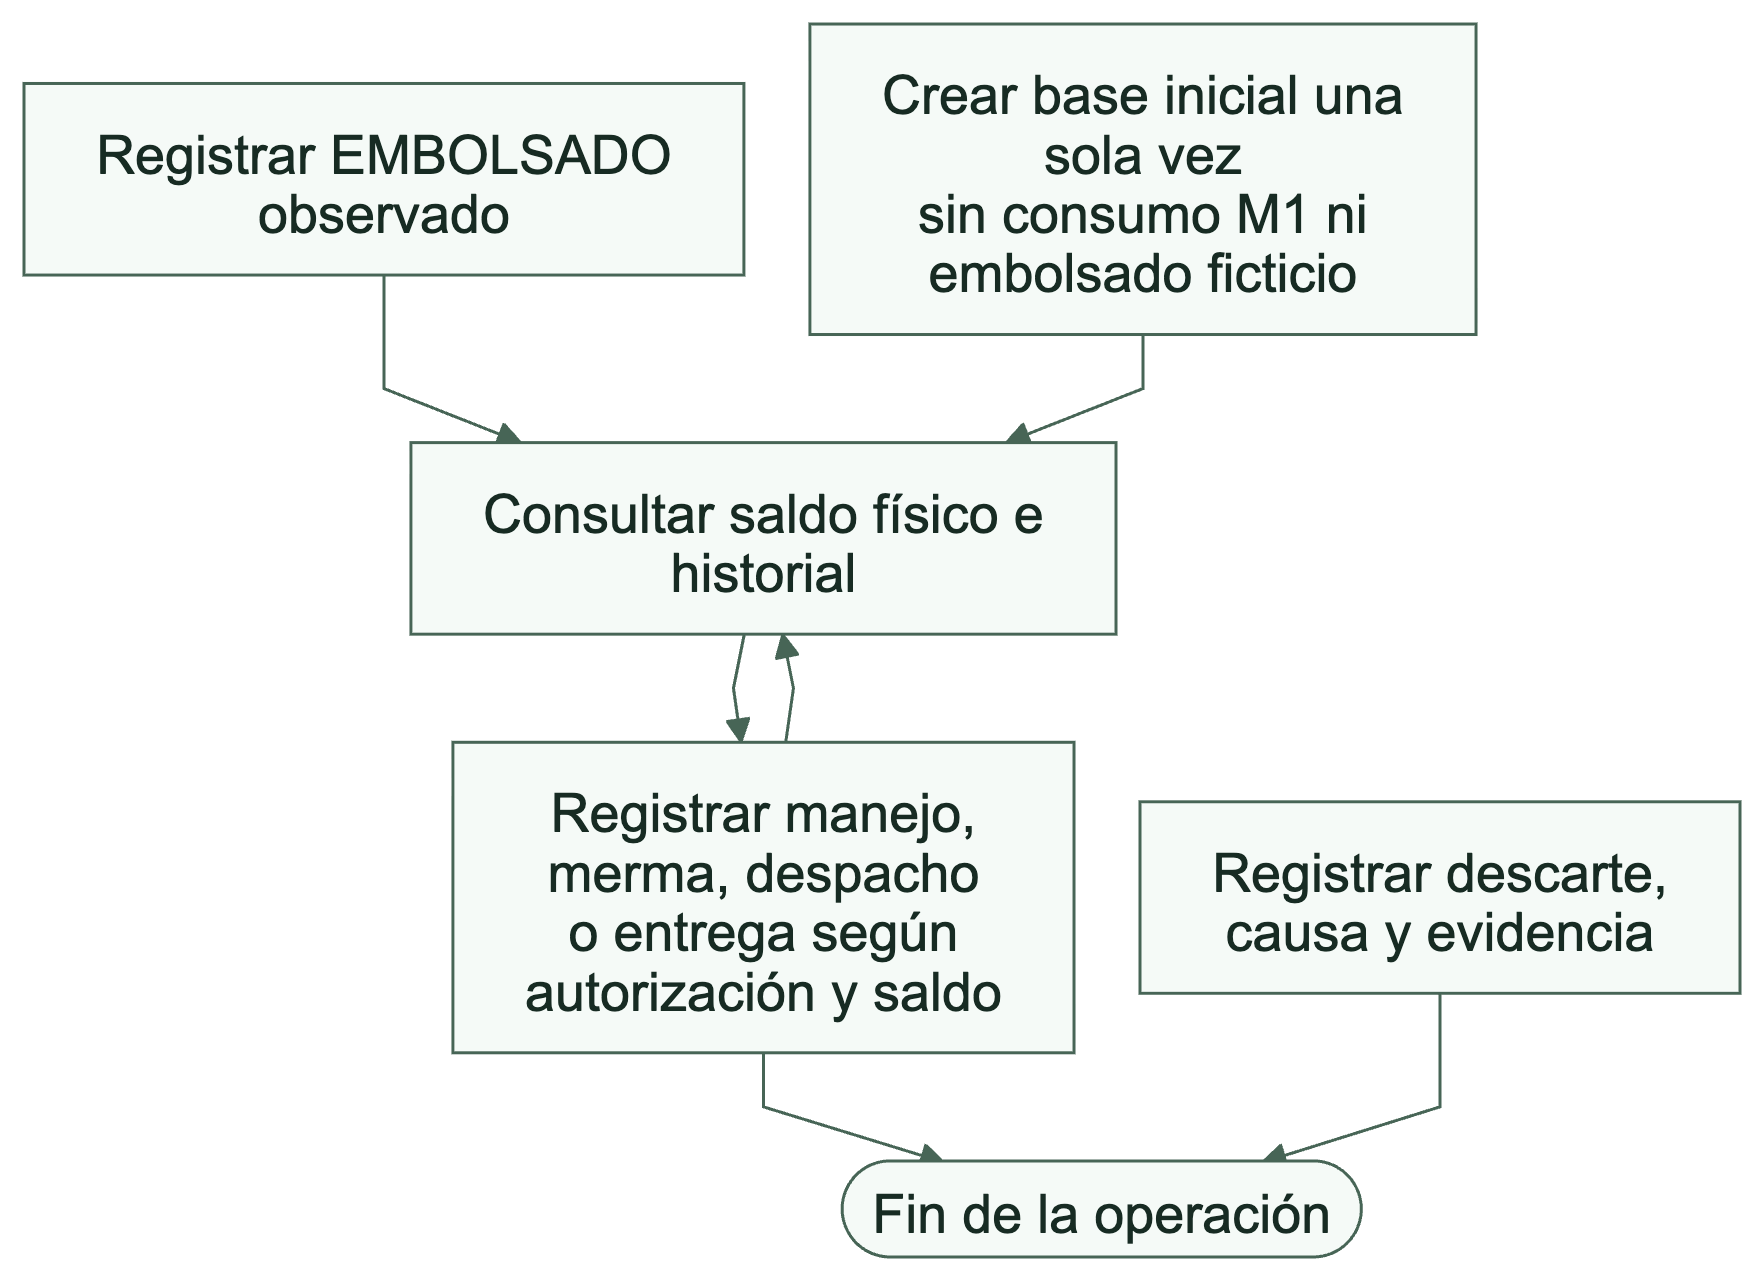 Registrar EMBOLSADO
observado
Crear base inicial una
sola vez
sin consumo M1 ni
embolsado ficticio
Consultar saldo físico e
historial
Registrar manejo,
merma, despacho
o entrega según
autorización y saldo
Registrar descarte,
causa y evidencia
Fin de la operación